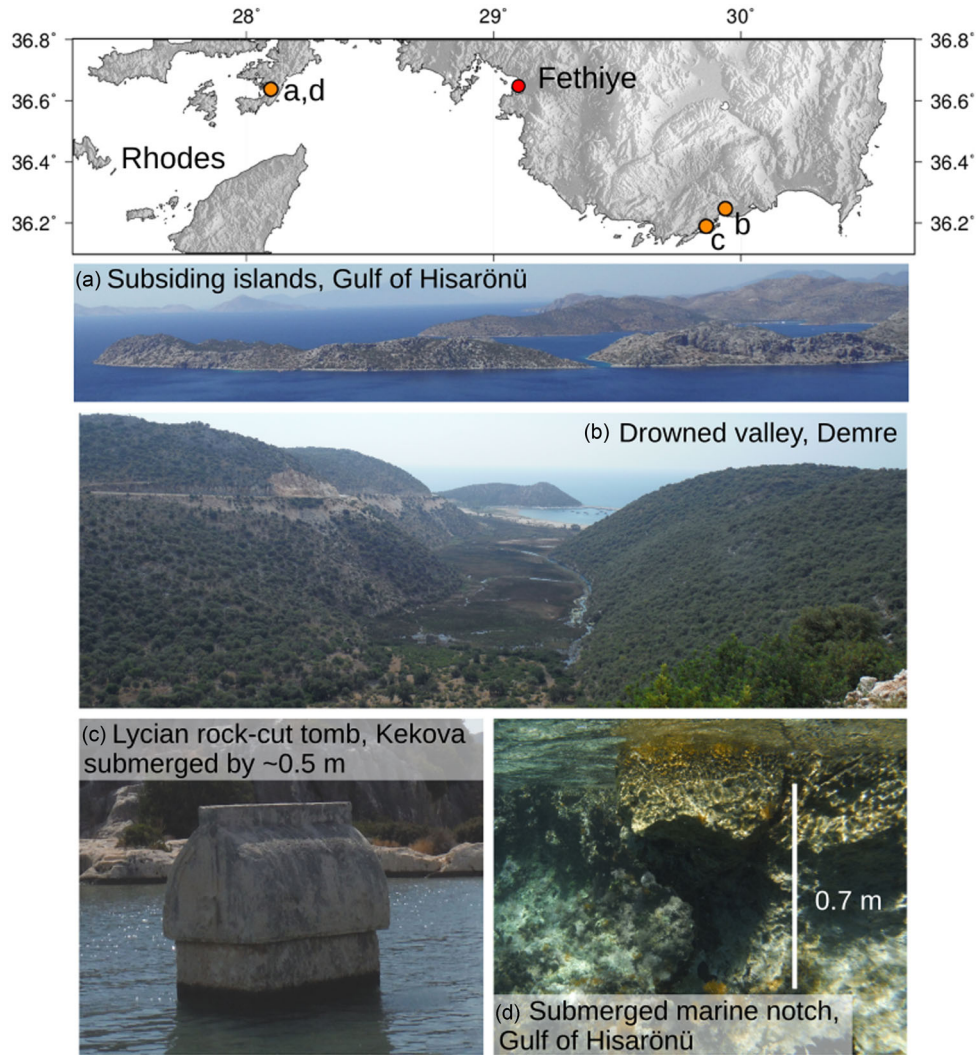 28˚ 29˚ 30˚
36.8˚ 36.8˚
36.6˚ 36.6˚
36.4˚ 36.4˚
36.2˚ 36.2˚
a,d
Fethiye
Rhodes
b
c
(a) Subsiding islands, Gulf of Hisarönü
(b) Drowned valley, Demre
(c) Lycian rock-cut tomb, Kekova
submerged by ~0.5 m
0.7 m
(d) Submerged marine notch,
Gulf of Hisarönü